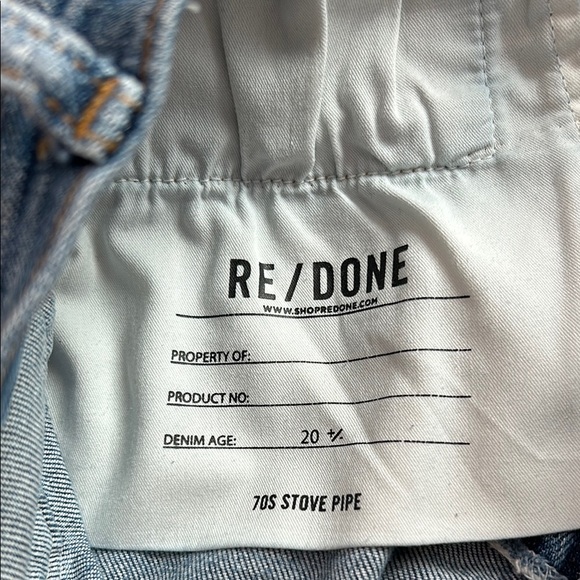 RE/DONE
WWW.SHOPREDONE.COM
PROPERTY OF:
PRODUCT NO:
DENIM AGE: 20 +/-
70S STOVE PIPE